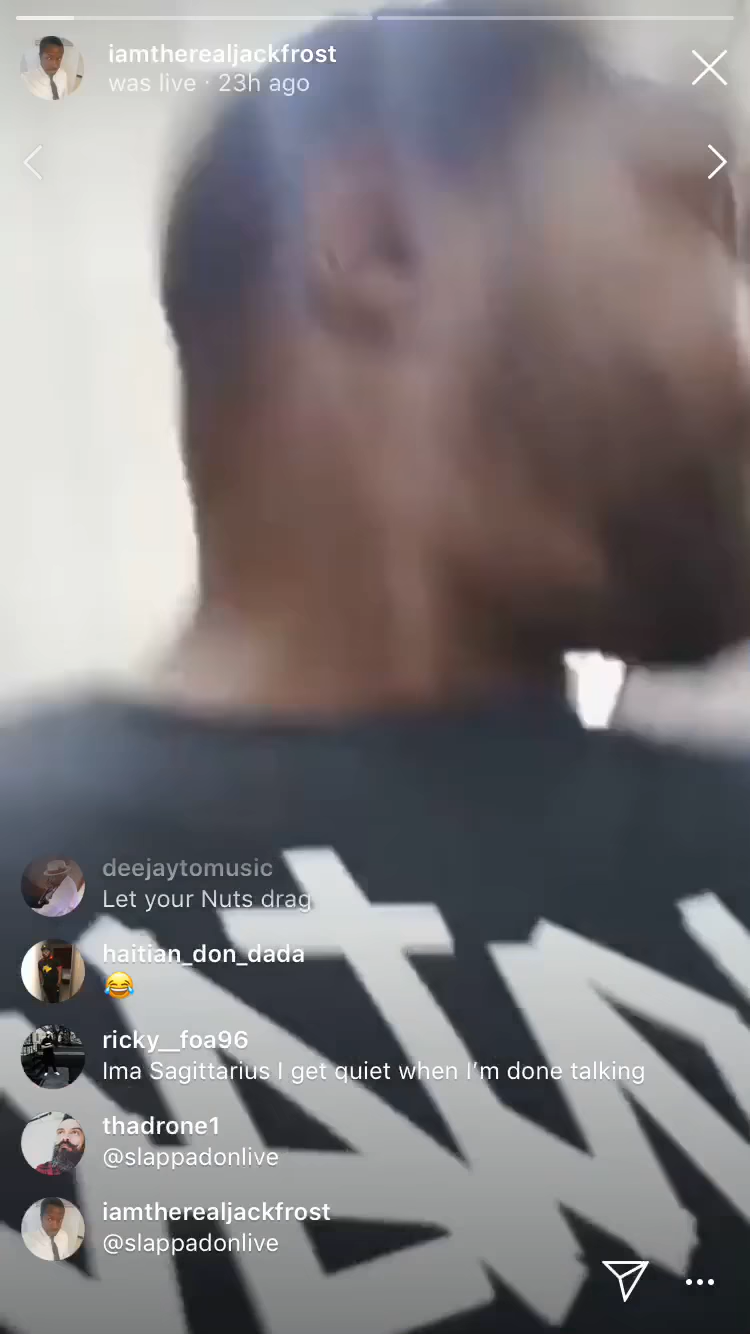 iamtherealjackfrost
was live · 23h ago
deejaytomusic
Let your Nuts drag
haitian_don_dada
😂
ricky__foa96
Ima Sagittarius I get quiet when I'm done talking
thadrone1
@slappadonlive
iamtherealjackfrost
@slappadonlive